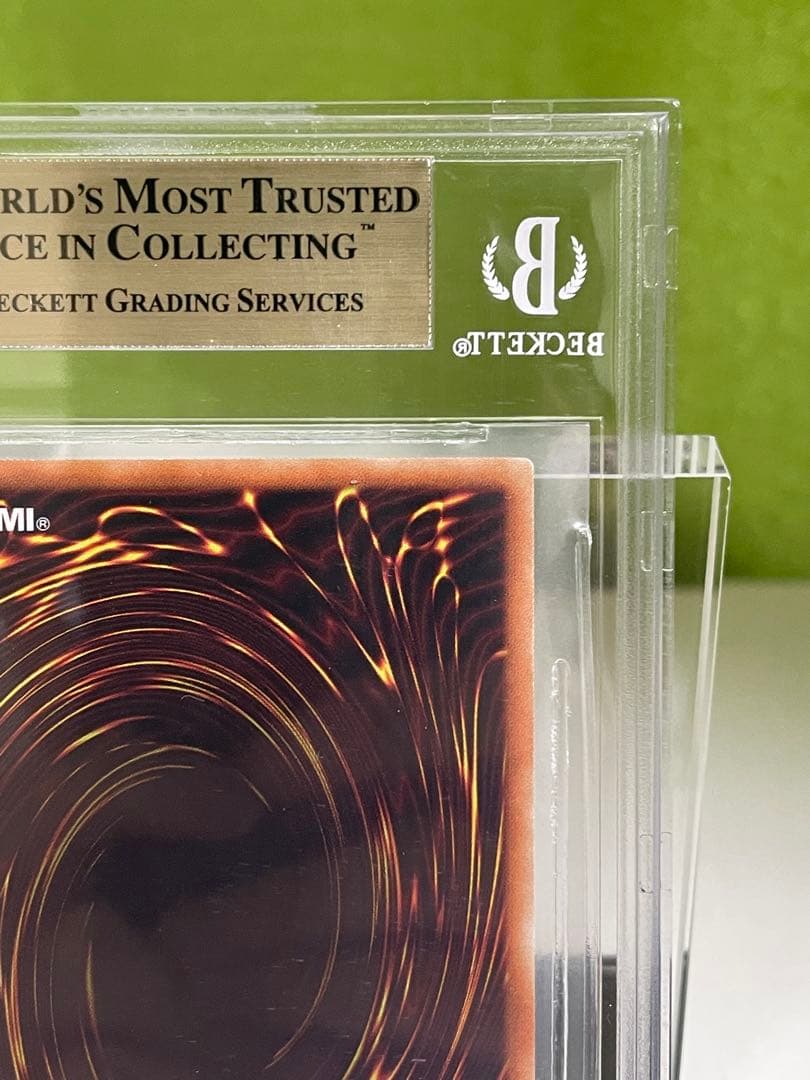 RLD'S MOST TRUSTED
CE IN COLLECTING™
ECKETT GRADING SERVICES
B
BECKETT®
MI®